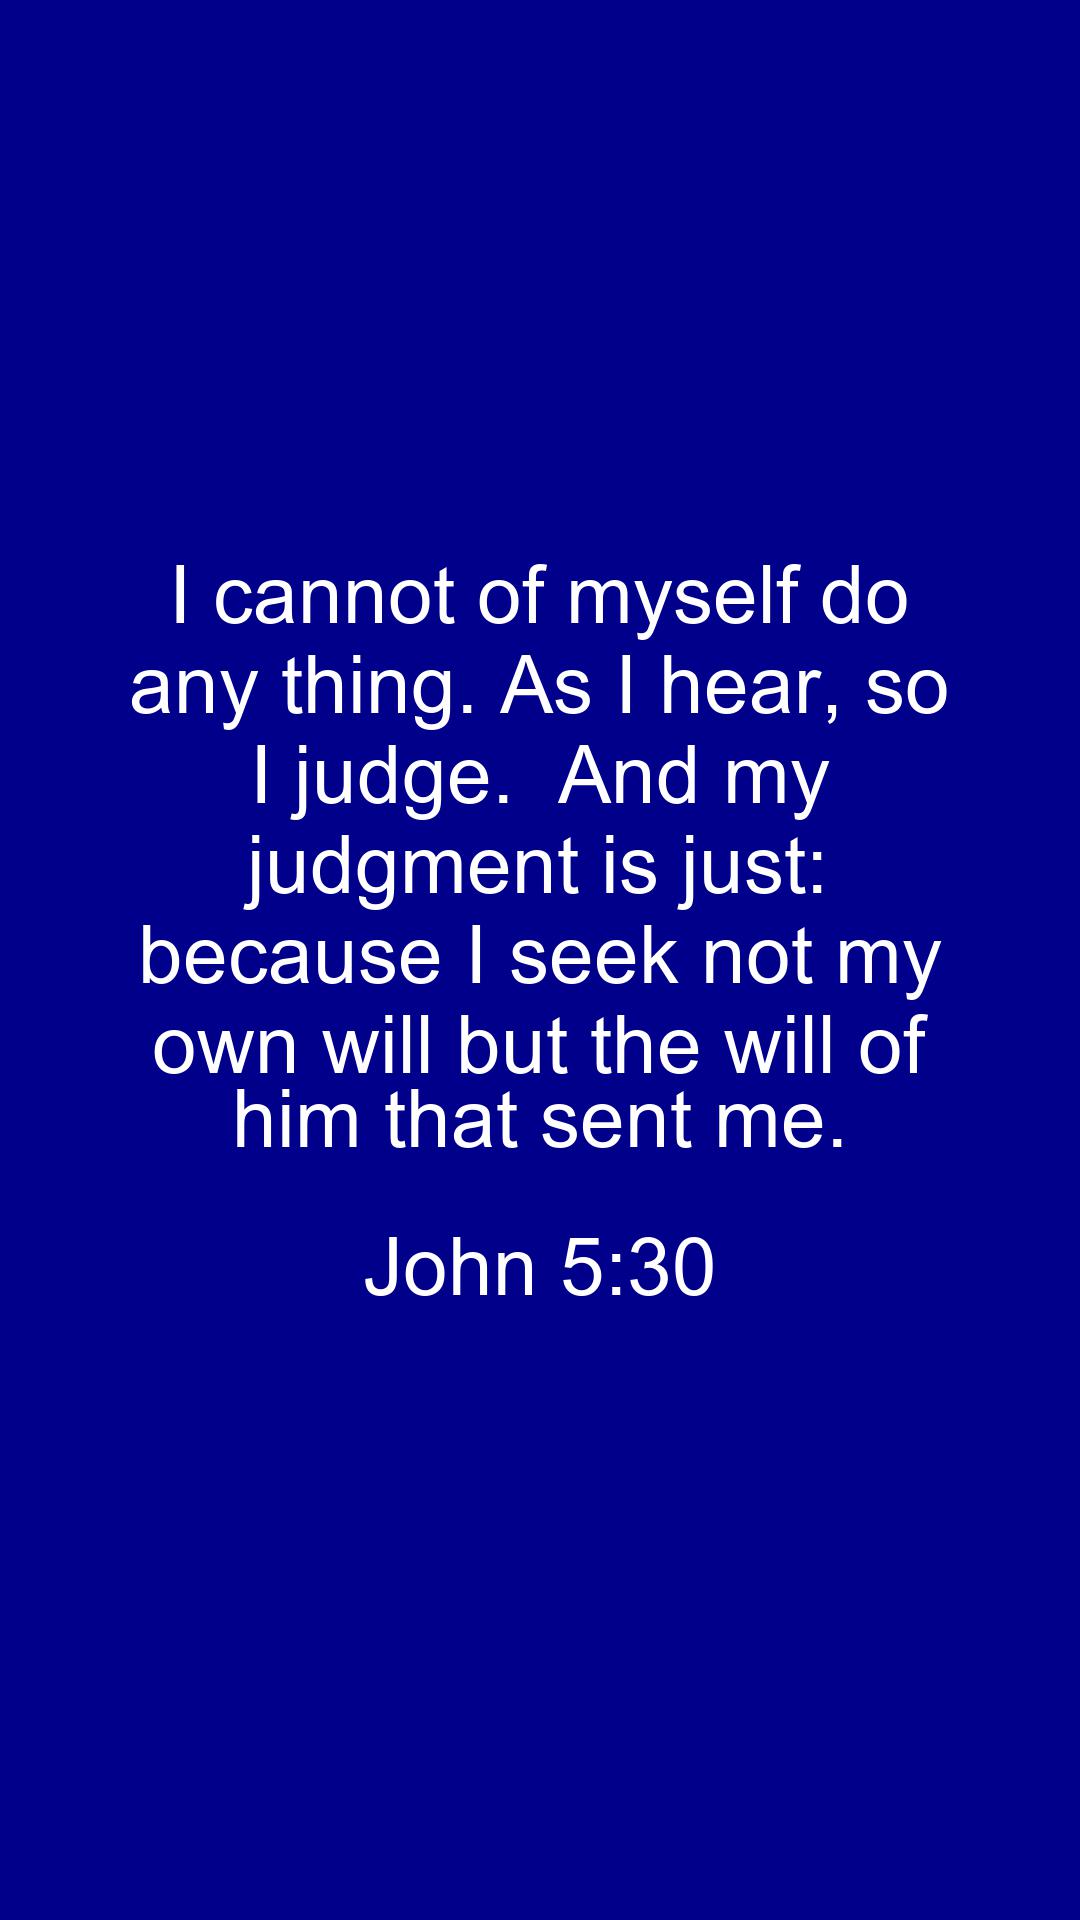 I cannot of myself do
any thing. As I hear, so
I judge.  And my
judgment is just:
because I seek not my
own will but the will of
him that sent me.
John 5:30